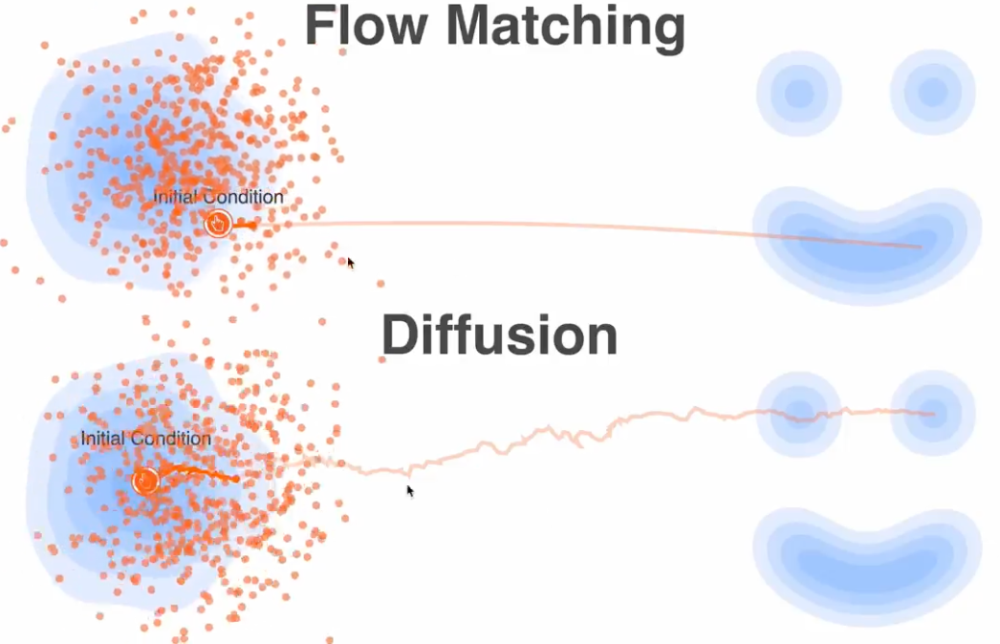 Flow Matching
Initial Condition
Diffusion
Initial Condition